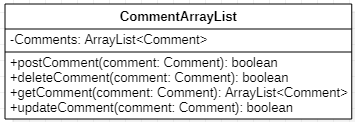 CommentArrayList
-Comments: ArrayList<Comment>
+postComment(comment: Comment): boolean
+deleteComment(comment: Comment): boolean
+getComment(comment: Comment): ArrayList<Comment>
+updateComment(comment: Comment): boolean